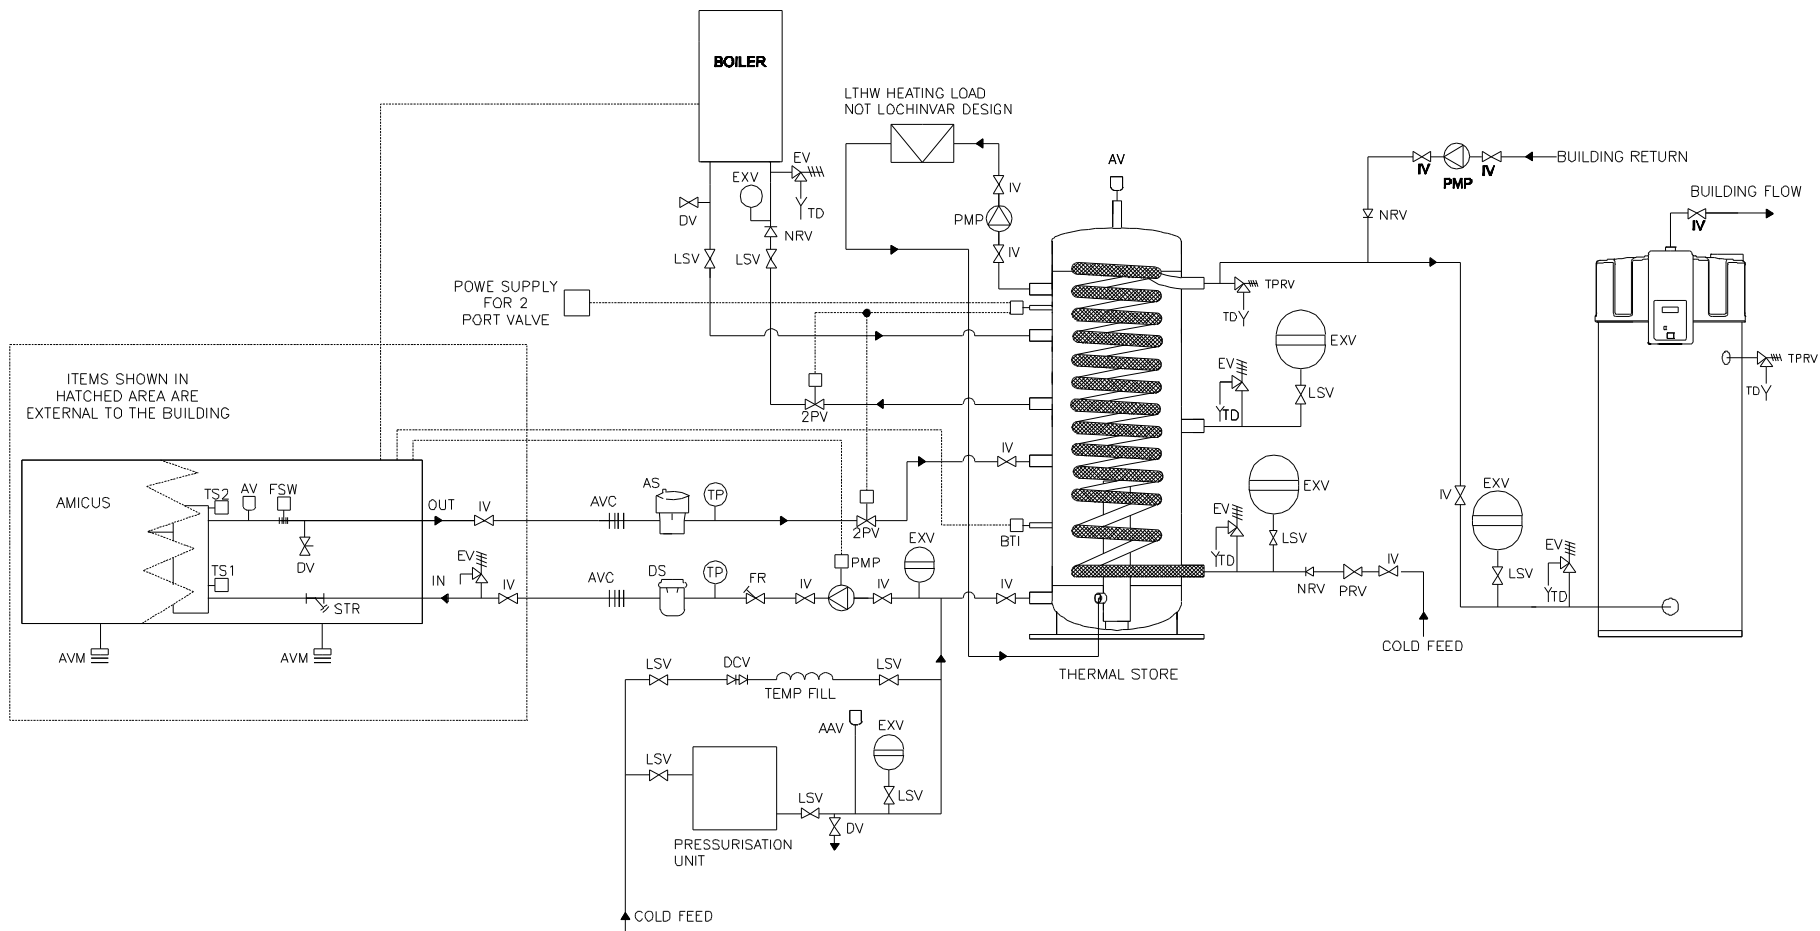 BOILER
LTHW HEATING LOAD
NOT LOCHINVAR DESIGN
EV
EXV
TD
DV
NRV
LSV
LSV
IV
PMP
IV
AV
IV
PMP
IV
BUILDING RETURN
NRV
BUILDING FLOW
IV
POWE SUPPLY
FOR 2
PORT VALVE
TPRV
TD
EXV
EV
LSV
TD
TPRV
TD
2PV
ITEMS SHOWN IN
HATCHED AREA ARE
EXTERNAL TO THE BUILDING
AMICUS
TS2
AV
FSW
OUT
IV
AVC
AS
TP
2PV
IV
BTI
DV
TS1
STR
IN
EV
IV
AVC
DS
TP
FR
IV
PMP
IV
EXV
IV
AVM
AVM
EXV
EV
LSV
TD
NRV
PRV
IV
COLD FEED
IV
EXV
LSV
EV
TD
THERMAL STORE
LSV
DCV
LSV
TEMP FILL
AAV
EXV
LSV
LSV
LSV
DV
PRESSURISATION
UNIT
COLD FEED